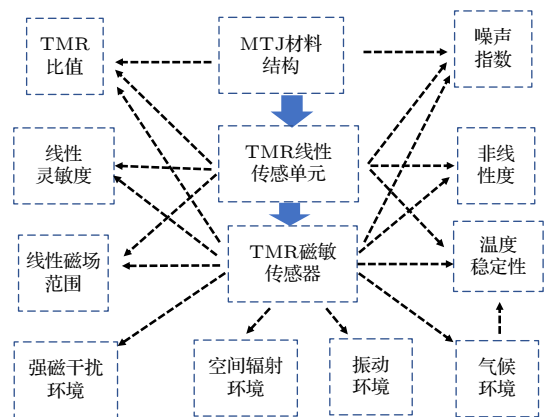 TMR
比值
MTJ材料
结构
噪声
指数
线性
灵敏度
TMR线性
传感单元
非线
性度
线性磁场
范围
TMR磁敏
传感器
温度
稳定性
强磁干扰
环境
空间辐射
环境
振动
环境
气候
环境